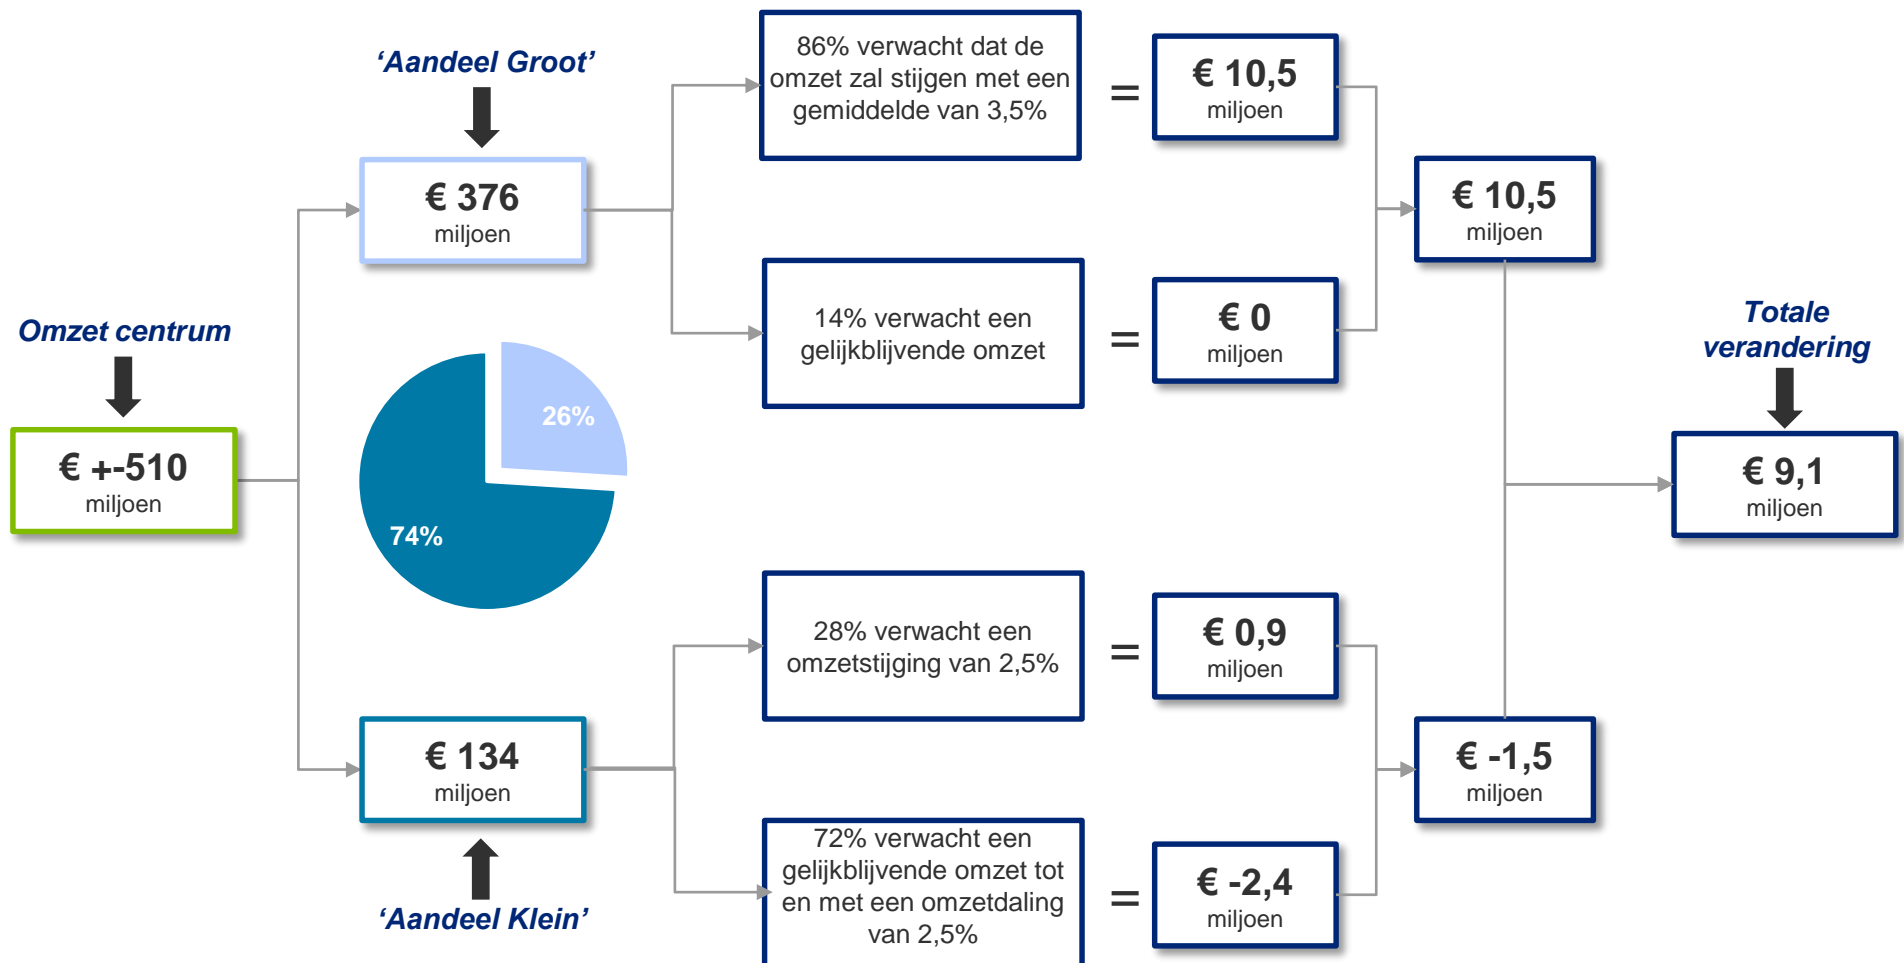 ‘Aandeel Groot’
86% verwacht dat de
omzet zal stijgen met een
gemiddelde van 3,5%
=
€ 10,5
miljoen
€ 376
miljoen
€ 10,5
miljoen
14% verwacht een
gelijkblijvende omzet
=
€ 0
miljoen
Omzet centrum
Totale
verandering
26%
€ +-510
miljoen
74%
€ 9,1
miljoen
28% verwacht een
omzetstijging van 2,5%
=
€ 0,9
miljoen
€ 134
miljoen
€ -1,5
miljoen
72% verwacht een
gelijkblijvende omzet tot
en met een omzetdaling
van 2,5%
=
€ -2,4
miljoen
‘Aandeel Klein’